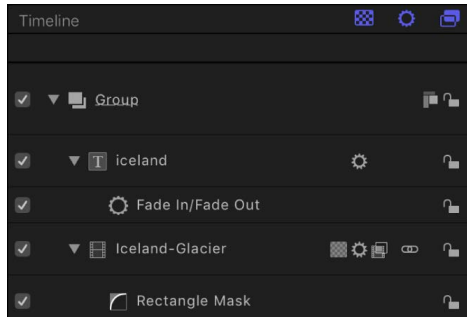 Timeline
Group
T iceland
Fade In/Fade Out
Iceland-Glacier
Rectangle Mask